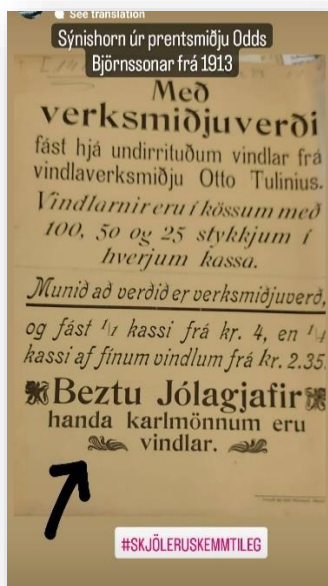 See translation
Sýnishorn úr prentsmiðju Odds
Björnssonar frá 1913
Með
verksmiðjuverði
fást hjá undirrituðum vindlar frá
vindlaverksmiðju Otto Tulinius.
Vindlarnir eru í kössum með
100, 50 og 25 stykkjum í
hverjum kassa.
Munið að verðið er verksmiðjuverð,
og fást 1/1 kassi frá kr. 4, en 1/4
kassi af fínum vindlum frá kr. 2.35.
Beztu Jólagjafir
handa karlmönnum eru
vindlar.
#SKJÖLERUSKEMMTILEG